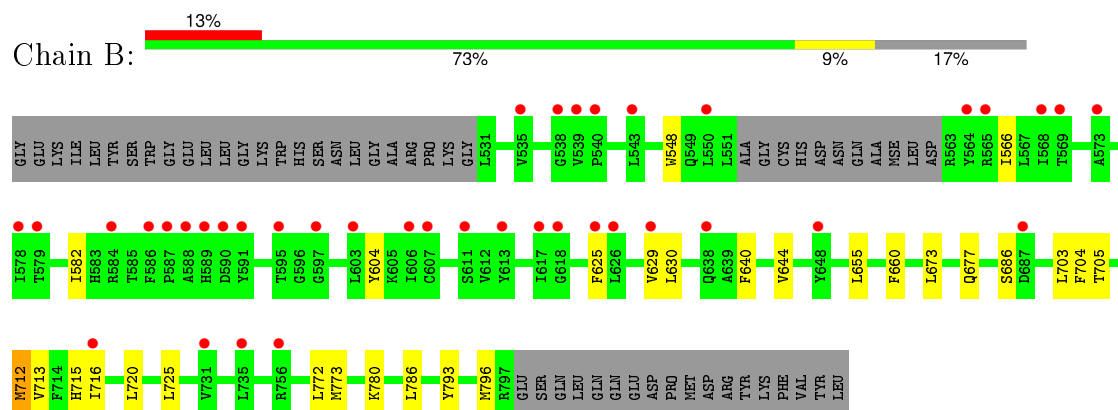 13%
Chain B:
73% 9% 17%
GLY GLU LYS ILE LEU TYR SER TRP GLY GLU LEU LEU GLY LYS TRP HIS SER ASN LEU GLY ALA ARG PRO LYS GLY L531 V535 G538 V539 P540 L543 W548 Q549 L550 L551 ALA GLY CYS HIS ASP ASN GLN ALA MSE LEU ASP R563 Y564 R565 I566 L567 I568 T569 A573
I578 T579 I582 H583 R584 T585 F586 P587 A588 H589 D590 Y591 T595 G596 G597 L603 Y604 K605 I606 C607 S611 V612 Y613 I617 G618 F625 L626 V629 L630 Q638 A639 F640 V644 Y648 L655 F660 L673 Q677 S686 D687 L703 F704 T705
M712 V713 F714 H715 I716 L720 L725 V731 L735 R756 L772 M773 K780 L786 Y793 M796 R797 GLU SER GLN LEU GLN GLN GLU ASP PRO MET ASP ARG TYR LYS PHE VAL TYR LEU